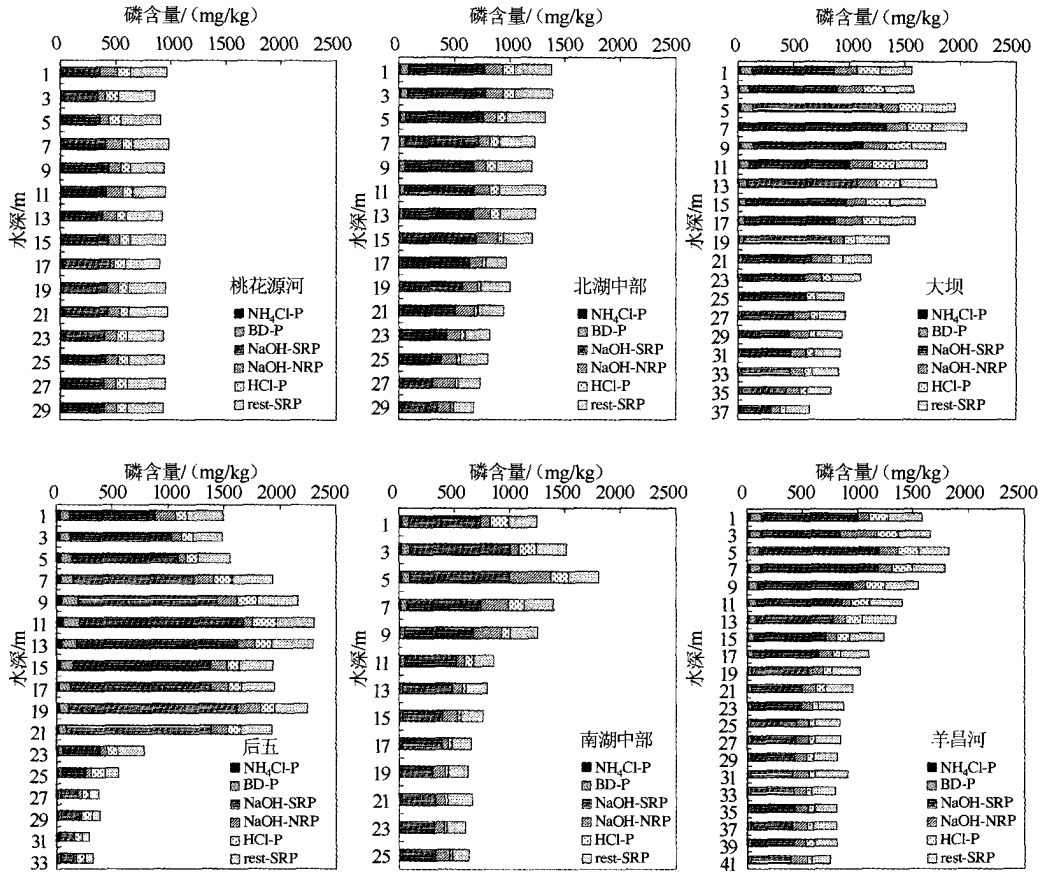 磷含量/(mg/kg)
0 500 1000 1500 2000 2500
水深/m
1
3
5
7
9
11
13
15
17
19
21
23
25
27
29
桃花源河
NH₄Cl-P
BD-P
NaOH-SRP
NaOH-NRP
HCl-P
rest-SRP
磷含量/(mg/kg)
0 500 1000 1500 2000 2500
水深/m
1
3
5
7
9
11
13
15
17
19
21
23
25
27
29
北湖中部
NH₄Cl-P
BD-P
NaOH-SRP
NaOH-NRP
HCl-P
rest-SRP
磷含量/(mg/kg)
0 500 1000 1500 2000 2500
水深/m
1
3
5
7
9
11
13
15
17
19
21
23
25
27
29
31
33
35
37
大坝
NH₄Cl-P
BD-P
NaOH-SRP
NaOH-NRP
HCl-P
rest-SRP
磷含量/(mg/kg)
0 500 1000 1500 2000 2500
水深/m
1
3
5
7
9
11
13
15
17
19
21
23
25
27
29
31
33
后五
NH₄Cl-P
BD-P
NaOH-SRP
NaOH-NRP
HCl-P
rest-SRP
磷含量/(mg/kg)
0 500 1000 1500 2000 2500
水深/m
1
3
5
7
9
11
13
15
17
19
21
23
25
南湖中部
NH₄Cl-P
BD-P
NaOH-SRP
NaOH-NRP
HCl-P
rest-SRP
磷含量/(mg/kg)
0 500 1000 1500 2000 2500
水深/m
1
3
5
7
9
11
13
15
17
19
21
23
25
27
29
31
33
35
37
39
41
羊昌河
NH₄Cl-P
BD-P
NaOH-SRP
NaOH-NRP
HCl-P
rest-SRP